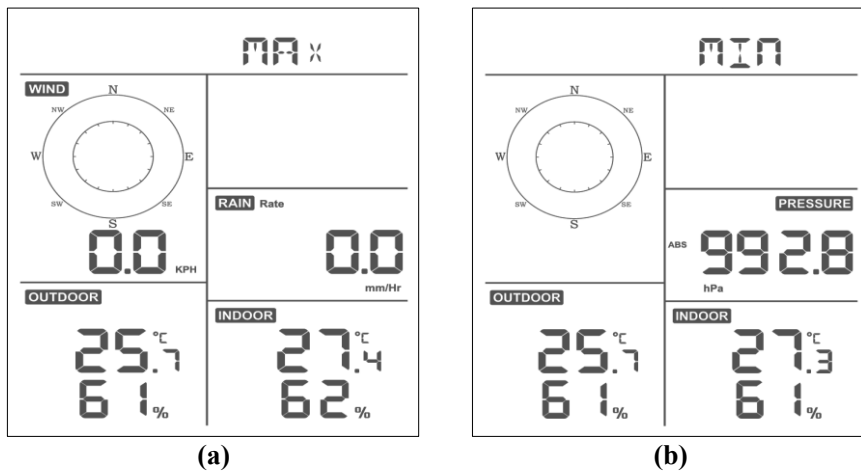 MAX
WIND
N
NW NE
W E
SW SE
S
0.0 KPH
RAIN Rate
0.0
mm/Hr
OUTDOOR
25.7 °C
61%
INDOOR
27.4 °C
62%
(a)
MIN
N
NW NE
W E
SW SE
S
PRESSURE
ABS 992.8
hPa
OUTDOOR
25.7 °C
61%
INDOOR
27.3 °C
61%
(b)